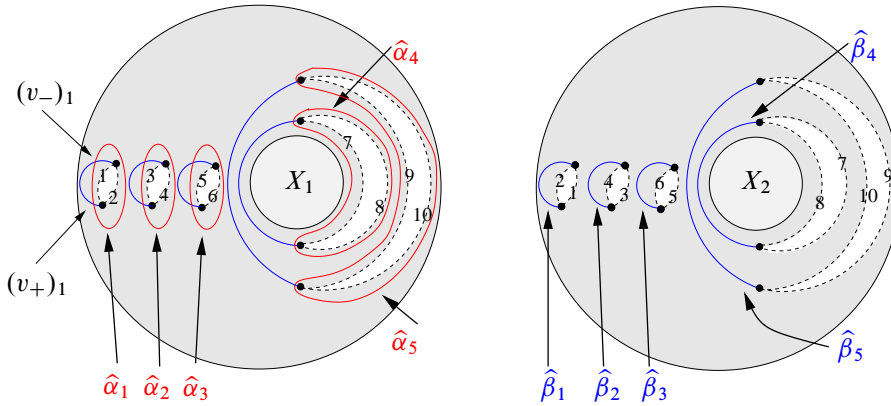 α̂₄
β̂₄
(υ₋)₁
1 3 5 7
2 4 6 8 9 10
X₁
2 4 6 7 9
1 3 5 8 10
X₂
(υ₊)₁
α̂₅
β̂₅
α̂₁ α̂₂ α̂₃
β̂₁ β̂₂ β̂₃